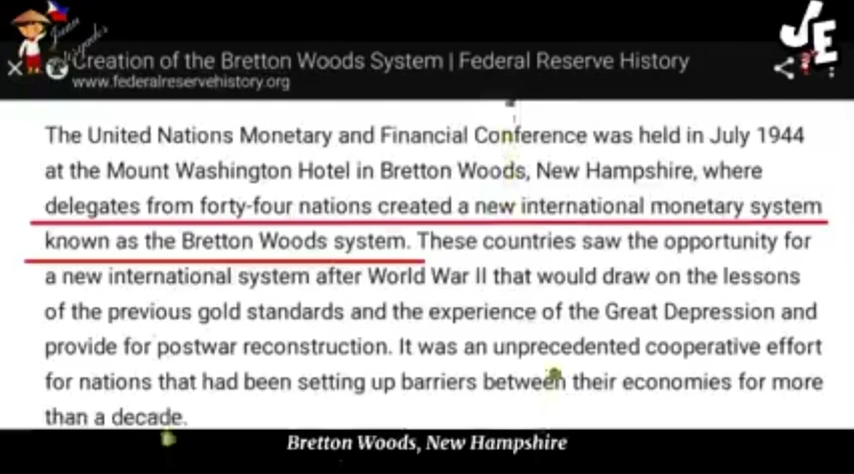 Juan
JE
Creation of the Bretton Woods System | Federal Reserve History
www.federalreservehistory.org
The United Nations Monetary and Financial Conference was held in July 1944
at the Mount Washington Hotel in Bretton Woods, New Hampshire, where
delegates from forty-four nations created a new international monetary system
known as the Bretton Woods system. These countries saw the opportunity for
a new international system after World War II that would draw on the lessons
of the previous gold standards and the experience of the Great Depression and
provide for postwar reconstruction. It was an unprecedented cooperative effort
for nations that had been setting up barriers between their economies for more
than a decade.
Bretton Woods, New Hampshire